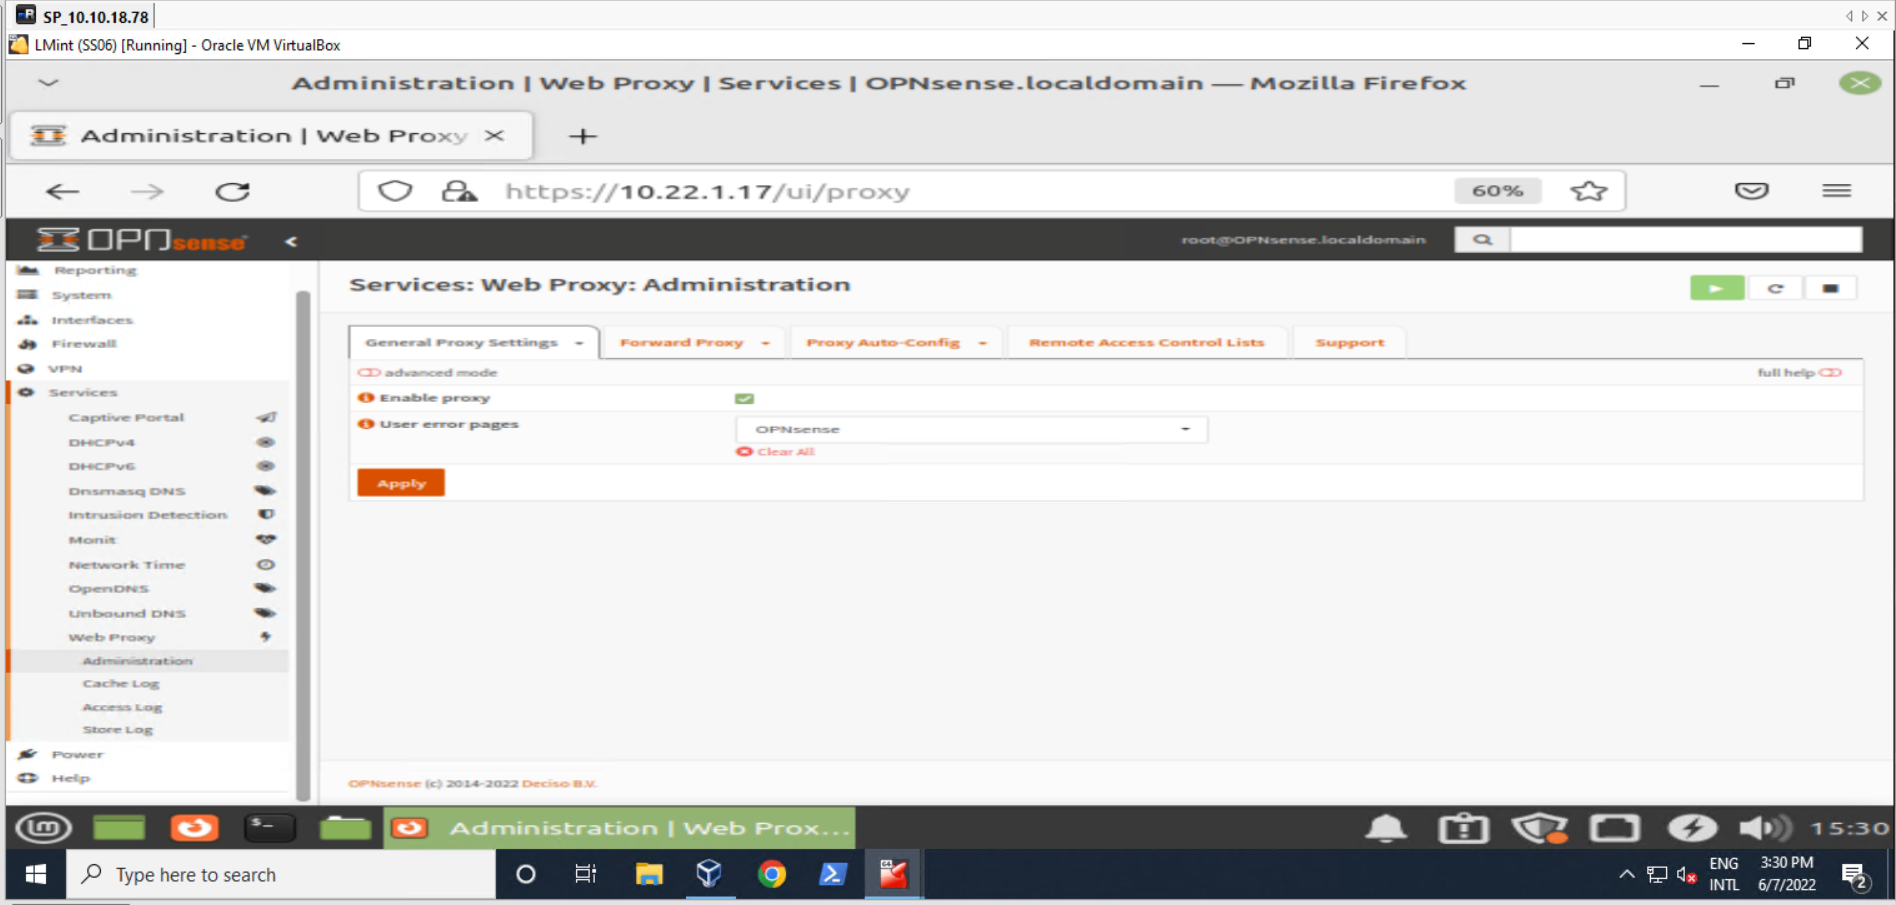 SP_10.10.18.78
LMint (SS06) [Running] - Oracle VM VirtualBox
Administration | Web Proxy | Services | OPNsense.localdomain — Mozilla Firefox
Administration | Web Proxy
https://10.22.1.17/ui/proxy
60%
OPNsense
root@OPNsense.localdomain
Reporting
System
Interfaces
Firewall
VPN
Services
Captive Portal
DHCPv4
DHCPv6
Dnsmasq DNS
Intrusion Detection
Monit
Network Time
OpenDNS
Unbound DNS
Web Proxy
Administration
Cache Log
Access Log
Store Log
Power
Help
Services: Web Proxy: Administration
General Proxy Settings
Forward Proxy
Proxy Auto-Config
Remote Access Control Lists
Support
advanced mode
full help
Enable proxy
User error pages
OPNsense
Clear All
Apply
OPNsense (c) 2014-2022 Deciso B.V.
Administration | Web Prox...
15:30
Type here to search
ENG
INTL
3:30 PM
6/7/2022
2